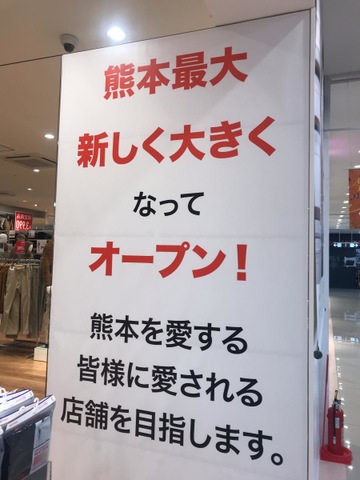 熊本最大
新しく大きく
なって
オープン!
熊本を愛する
皆様に愛される
店舗を目指します。